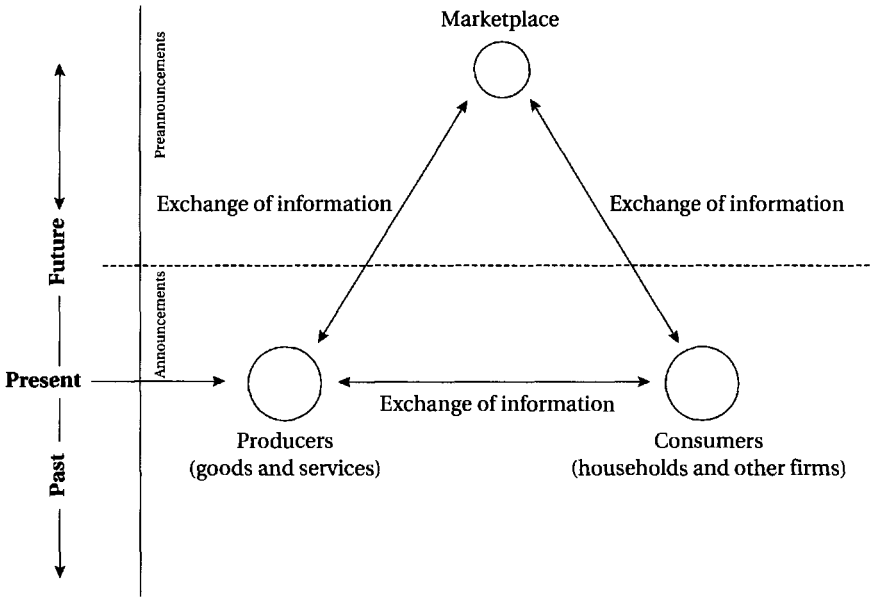 Marketplace
Preannouncements
Exchange of information
Exchange of information
Future
Announcements
Present
Exchange of information
Producers
(goods and services)
Consumers
(households and other firms)
Past